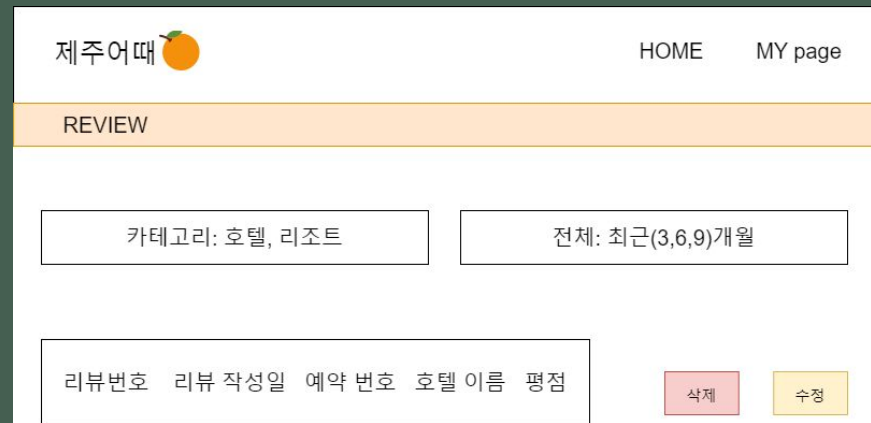 제주어때
HOME MY page
REVIEW
카테고리: 호텔, 리조트
전체: 최근(3,6,9)개월
리뷰번호 리뷰 작성일 예약 번호 호텔 이름 평점
삭제
수정